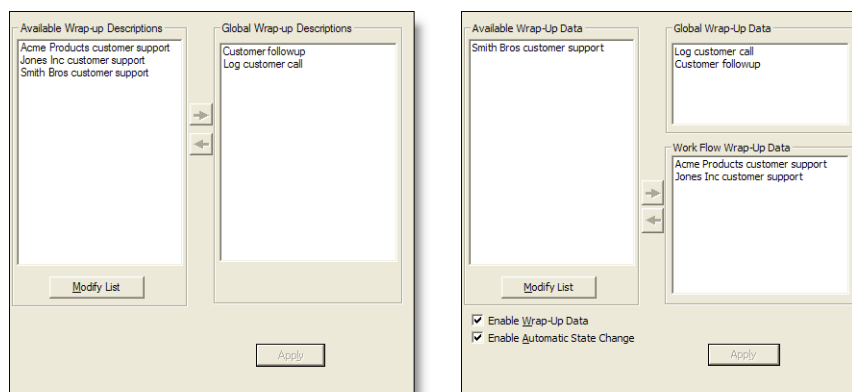 Available Wrap-up Descriptions
Acme Products customer support
Jones Inc customer support
Smith Bros customer support
Modify List
Global Wrap-up Descriptions
Customer followup
Log customer call
Apply
Available Wrap-Up Data
Smith Bros customer support
Modify List
Enable Wrap-Up Data
Enable Automatic State Change
Global Wrap-Up Data
Log customer call
Customer followup
Work Flow Wrap-Up Data
Acme Products customer support
Jones Inc customer support
Apply